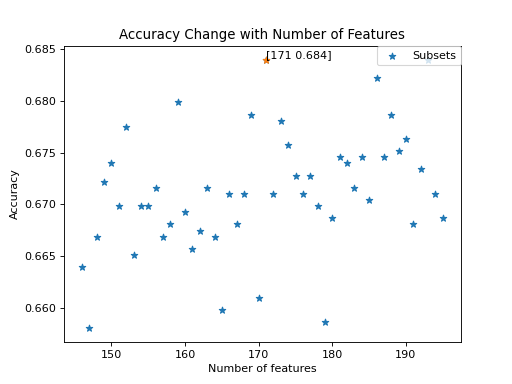 Accuracy Change with Number of Features
[171 0.684]
Subsets
0.685
0.680
0.675
0.670
0.665
0.660
Accuracy
150 160 170 180 190
Number of features